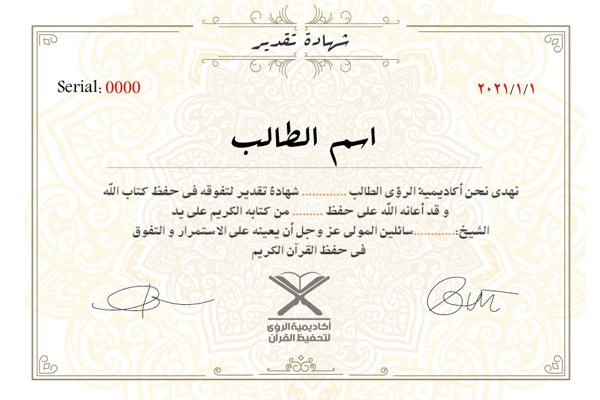 شهادة تقدير
Serial: 0000
٢٠٢١/١/١
اسم الطالب
نهدى نحن أكاديمية الرؤى الطالب ............ شهادة تقدير لتفوقه فى حفظ كتاب الله
و قد أعانه الله على حفظ ........ من كتابه الكريم على يد
الشيخ:............سائلين المولى عز وجل أن يعينه على الاستمرار و التفوق
فى حفظ القرآن الكريم
أكاديمية الرؤى
لتحفيظ القرآن